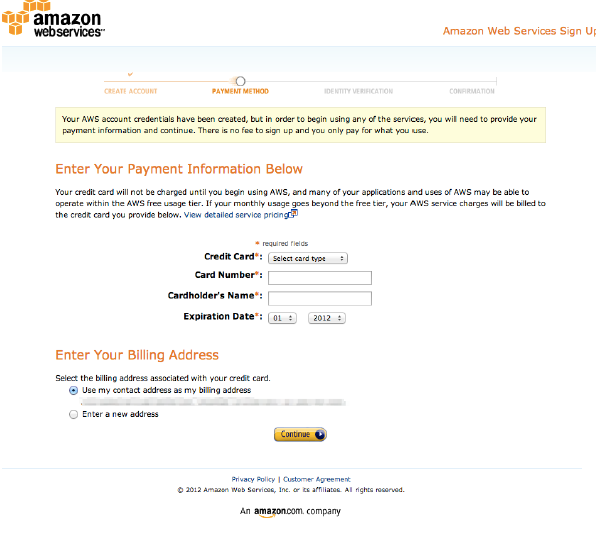 amazon
webservices™
Amazon Web Services Sign Up
CREATE ACCOUNT
PAYMENT METHOD
IDENTITY VERIFICATION
CONFIRMATION
Your AWS account credentials have been created, but in order to begin using any of the services, you will need to provide your
payment information and continue. There is no fee to sign up and you only pay for what you use.
Enter Your Payment Information Below
Your credit card will not be charged until you begin using AWS, and many of your applications and uses of AWS may be able to
operate within the AWS free usage tier. If your monthly usage goes beyond the free tier, your AWS service charges will be billed to
the credit card you provide below. View detailed service pricing
* required fields
Credit Card*: Select card type
Card Number*:
Cardholder's Name*:
Expiration Date*: 01 2012
Enter Your Billing Address
Select the billing address associated with your credit card.
Use my contact address as my billing address
Enter a new address
Continue
Privacy Policy | Customer Agreement
© 2012 Amazon Web Services, Inc. or its affiliates. All rights reserved.
An amazon.com. company